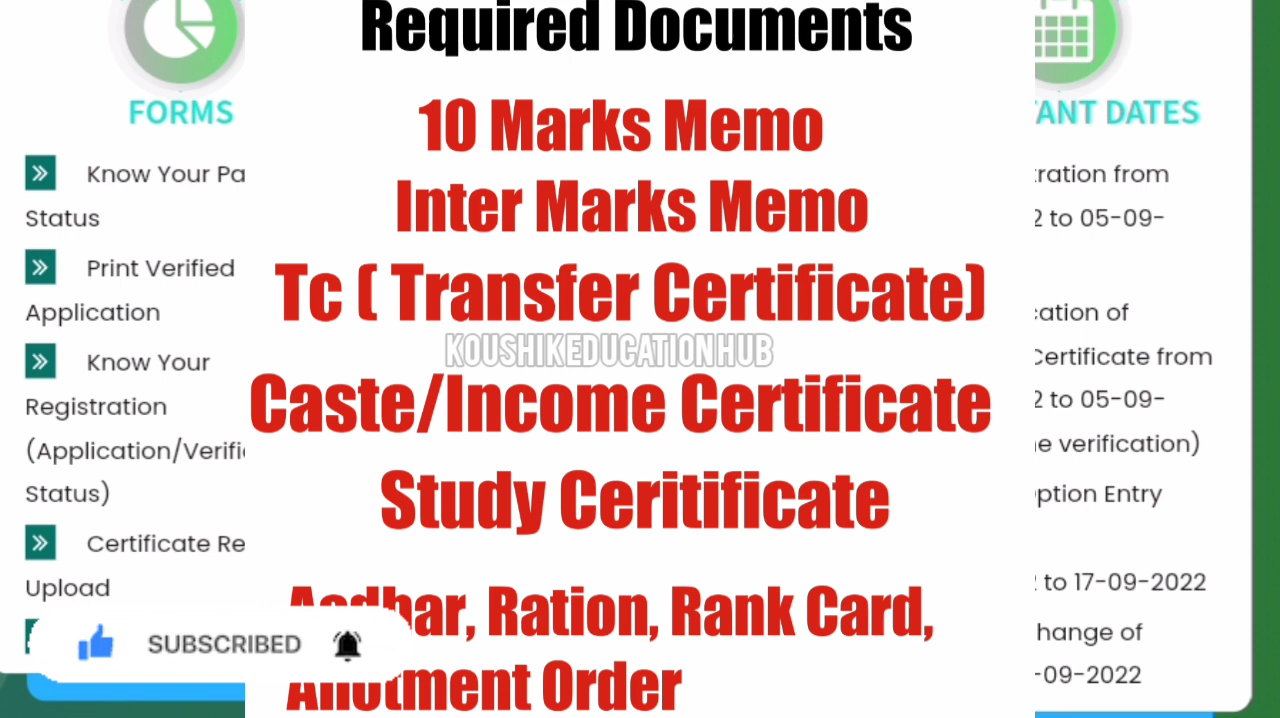 Required Documents
10 Marks Memo
Inter Marks Memo
Tc ( Transfer Certificate)
KOUSHIKEDUCATIONHUB
Caste/Income Certificate
Study Ceritificate
Aadhar, Ration, Rank Card,
Allotment Order
SUBSCRIBED
FORMS
Know Your Pa
Status
Print Verified
Application
Know Your
Registration
(Application/Verifi
Status)
Certificate Re
Upload
TANT DATES
ration from
2 to 05-09-
cation of
Certificate from
2 to 05-09-
e verification)
ption Entry
to 17-09-2022
hange of
-09-2022